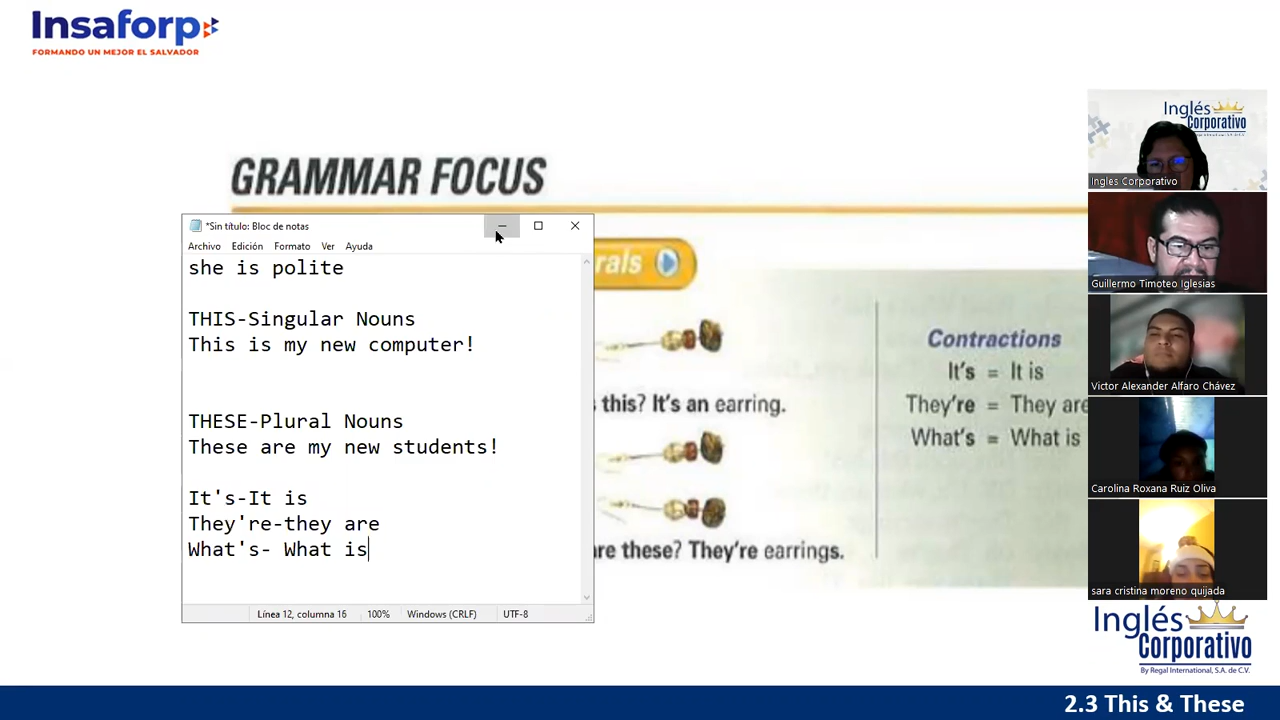 Insaforp
FORMANDO UN MEJOR EL SALVADOR
GRAMMAR FOCUS
*Sin título: Bloc de notas
Archivo Edición Formato Ver Ayuda
she is polite
THIS-Singular Nouns
This is my new computer!
THESE-Plural Nouns
These are my new students!
It's-It is
They're-they are
What's- What is
Línea 12, columna 16 100% Windows (CRLF) UTF-8
this? It's an earring.
these? They're earrings.
Contractions
It's = It is
They're = They are
What's = What is
Inglés
Corporativo
Ingles Corporativo
Guillermo Timoteo Iglesias
Victor Alexander Alfaro Chávez
Carolina Roxana Ruiz Oliva
sara cristina moreno quijada
Inglés
Corporativo
By Regal International, S.A. de C.V.
2.3 This & These